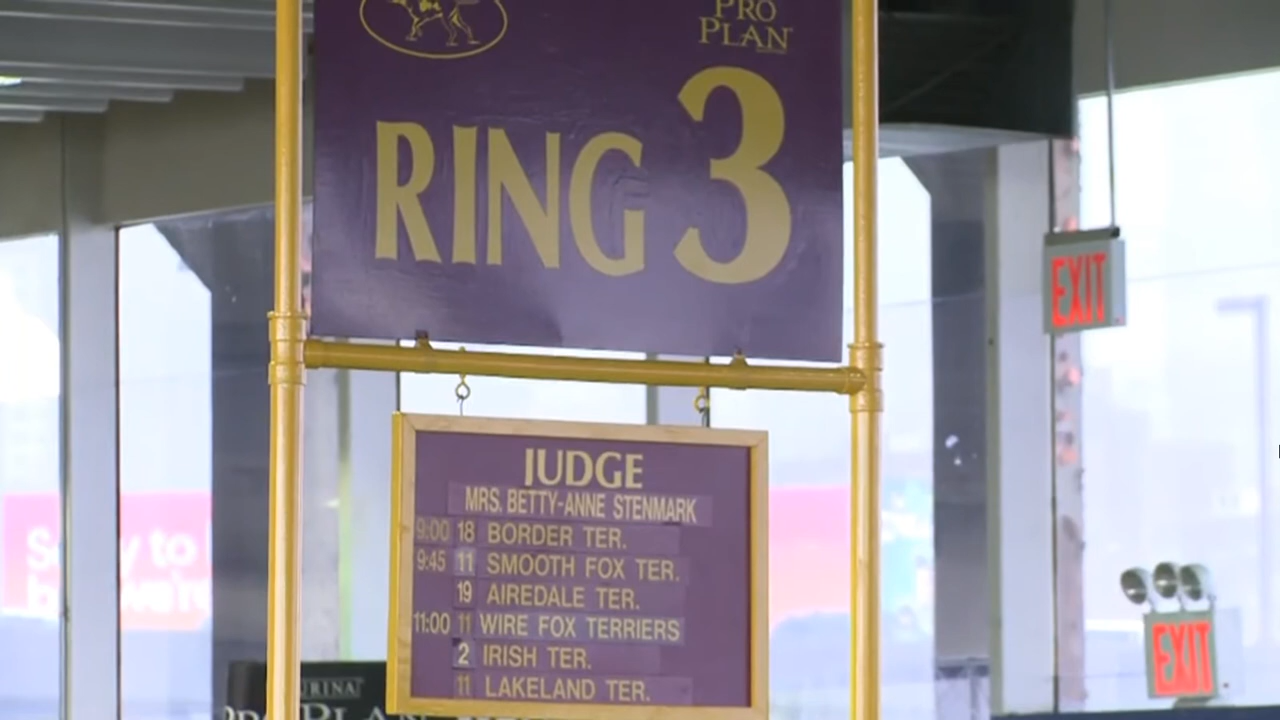 PRO
PLAN
RING 3
EXIT
JUDGE
MRS. BETTY-ANNE STENMARK
9:00 18 BORDER TER.
9:45 11 SMOOTH FOX TER.
19 AIREDALE TER.
11:00 11 WIRE FOX TERRIERS
2 IRISH TER.
11 LAKELAND TER.
EXIT
URINA
PRO PLAN